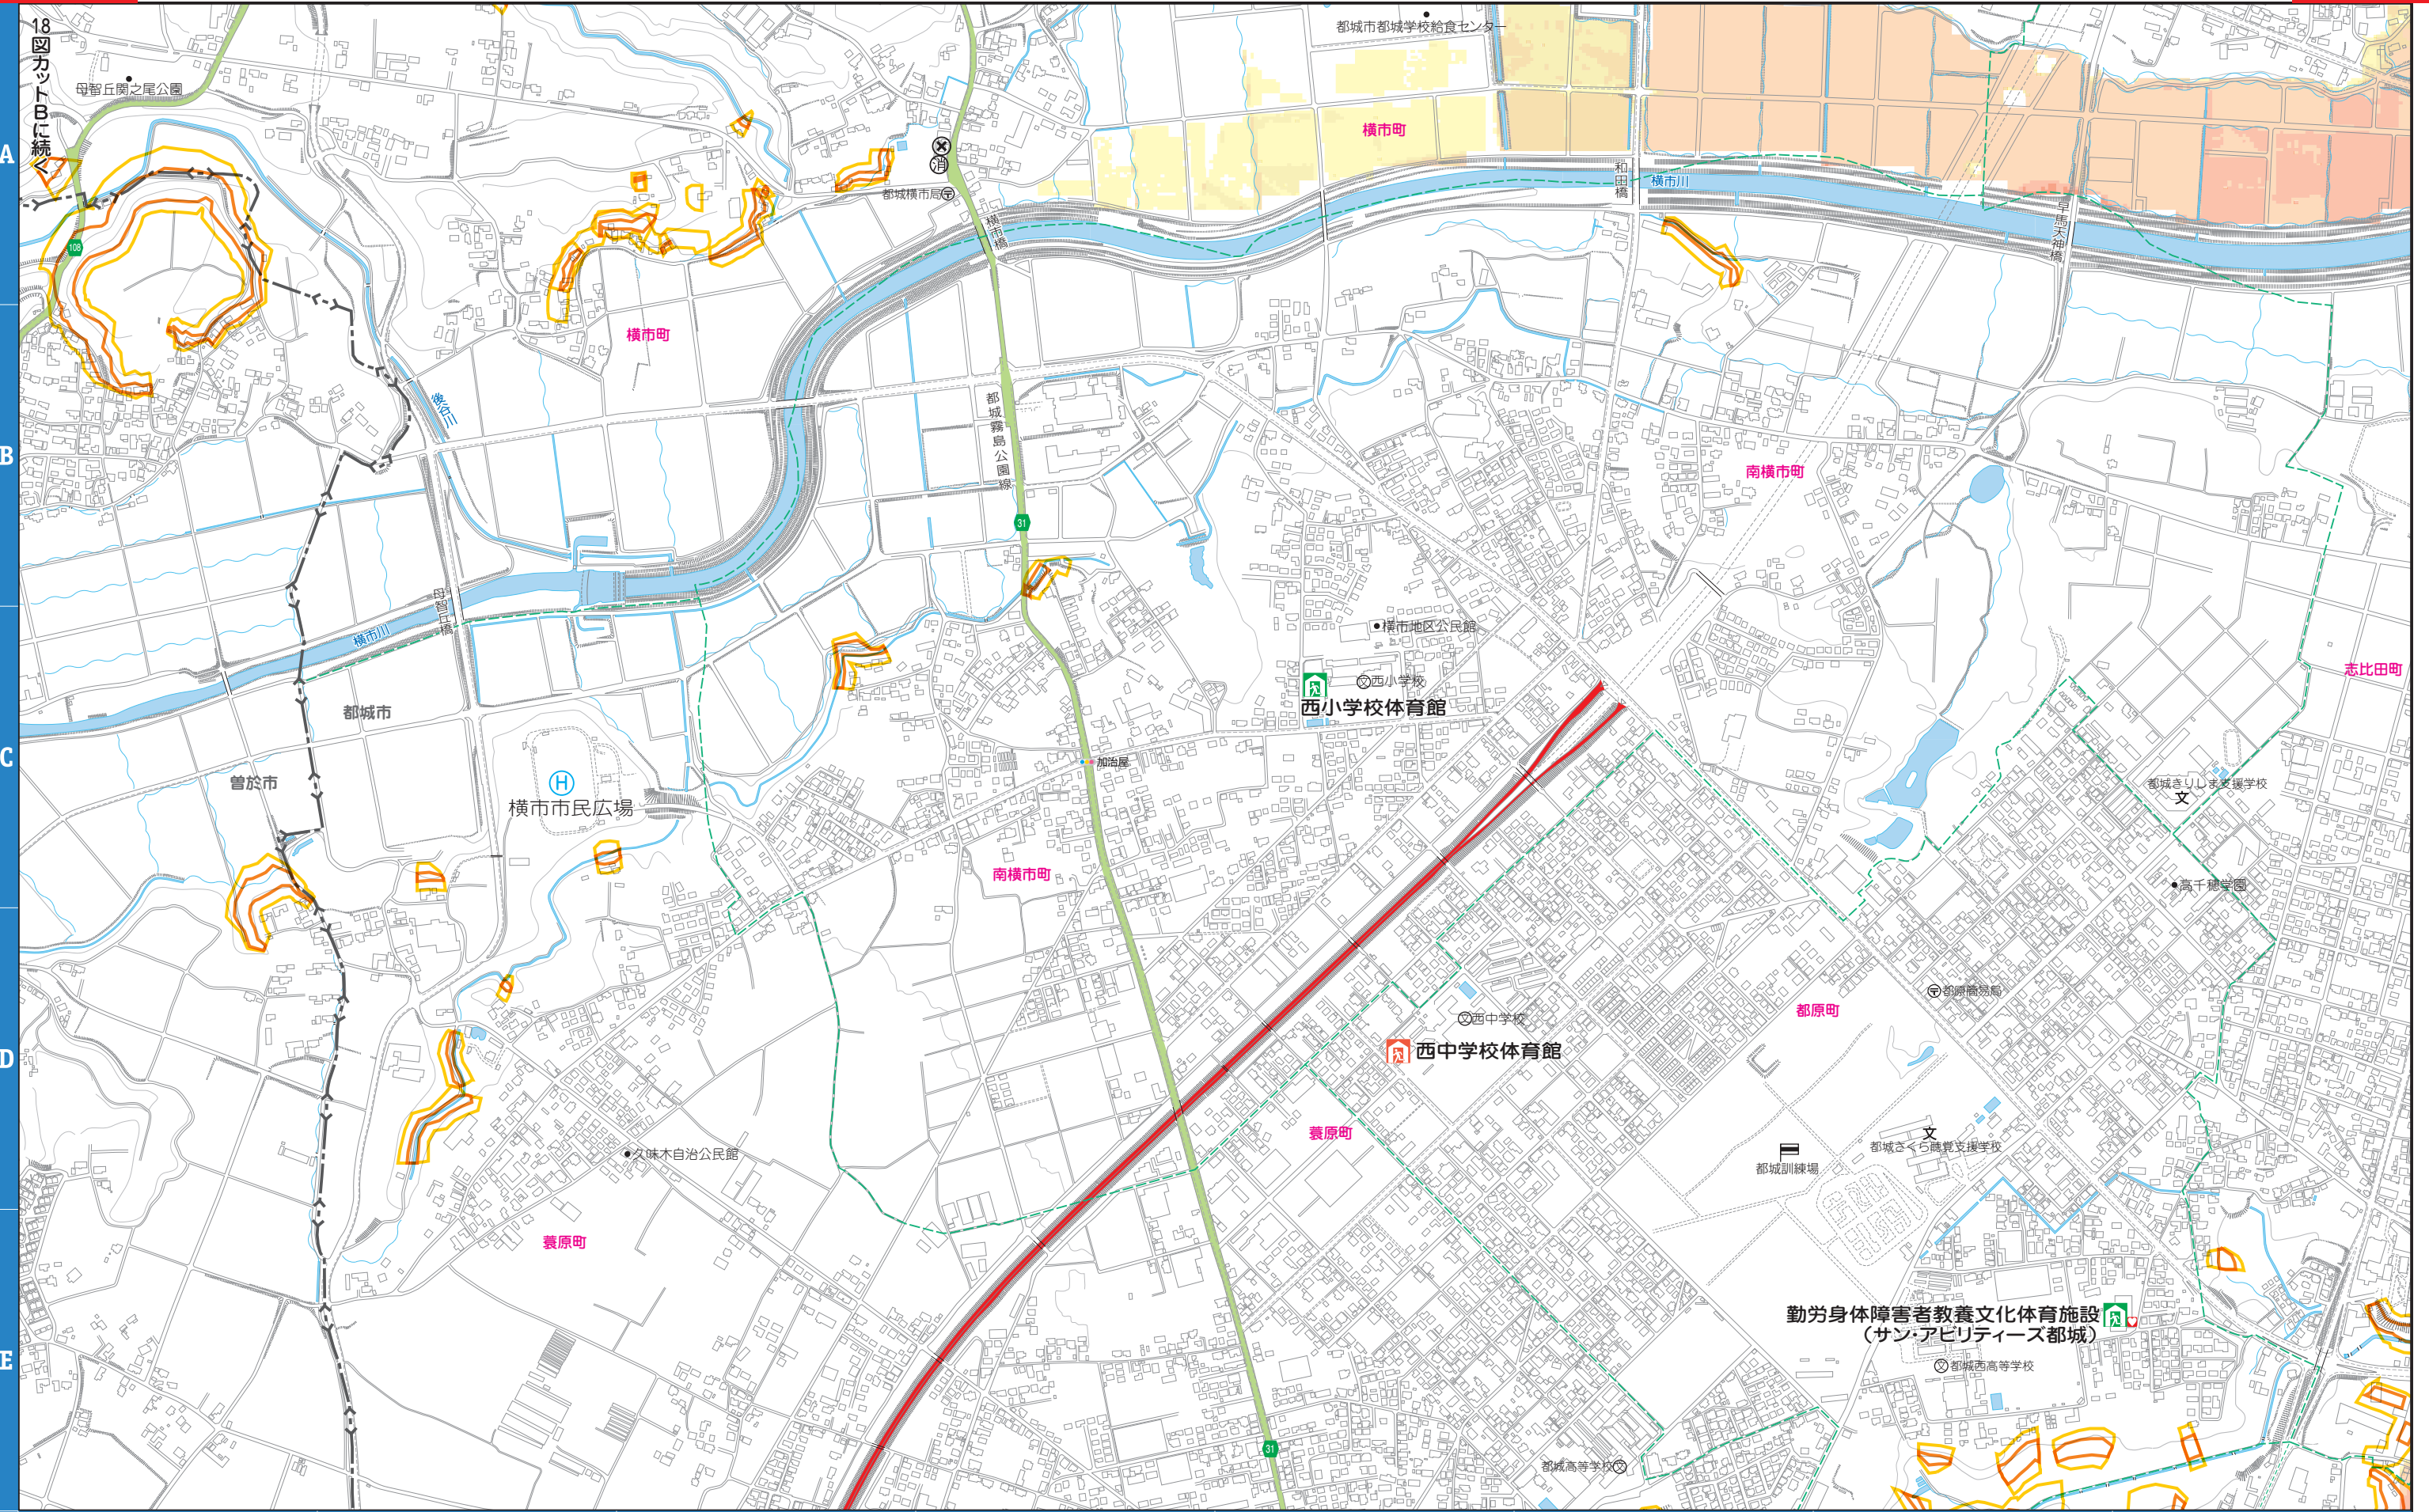 18図カットBに続く
都城市都城学校給食センター
母智丘関之尾公園
A
横市町
消
都城横市局
横市橋
和田橋
横市川
早馬天神橋
108
横市町
後谷川
都城霧島公園線
B
南横市町
31
母智丘橋
横市川
横市地区公民館
文西小学校
西小学校体育館
志比田町
都城市
C
曽於市
H
横市市民広場
加治屋
都城きりしま支援学校
文
南横市町
高千穂学園
都原簡易局
都原町
文西中学校
西中学校体育館
D
蓑原町
文
都城さくら聴覚支援学校
都城訓練場
久味木自治公民館
蓑原町
勤労身体障害者教養文化体育施設
（サン・アビリティーズ都城）
E
文都城西高等学校
31
都城高等学校文